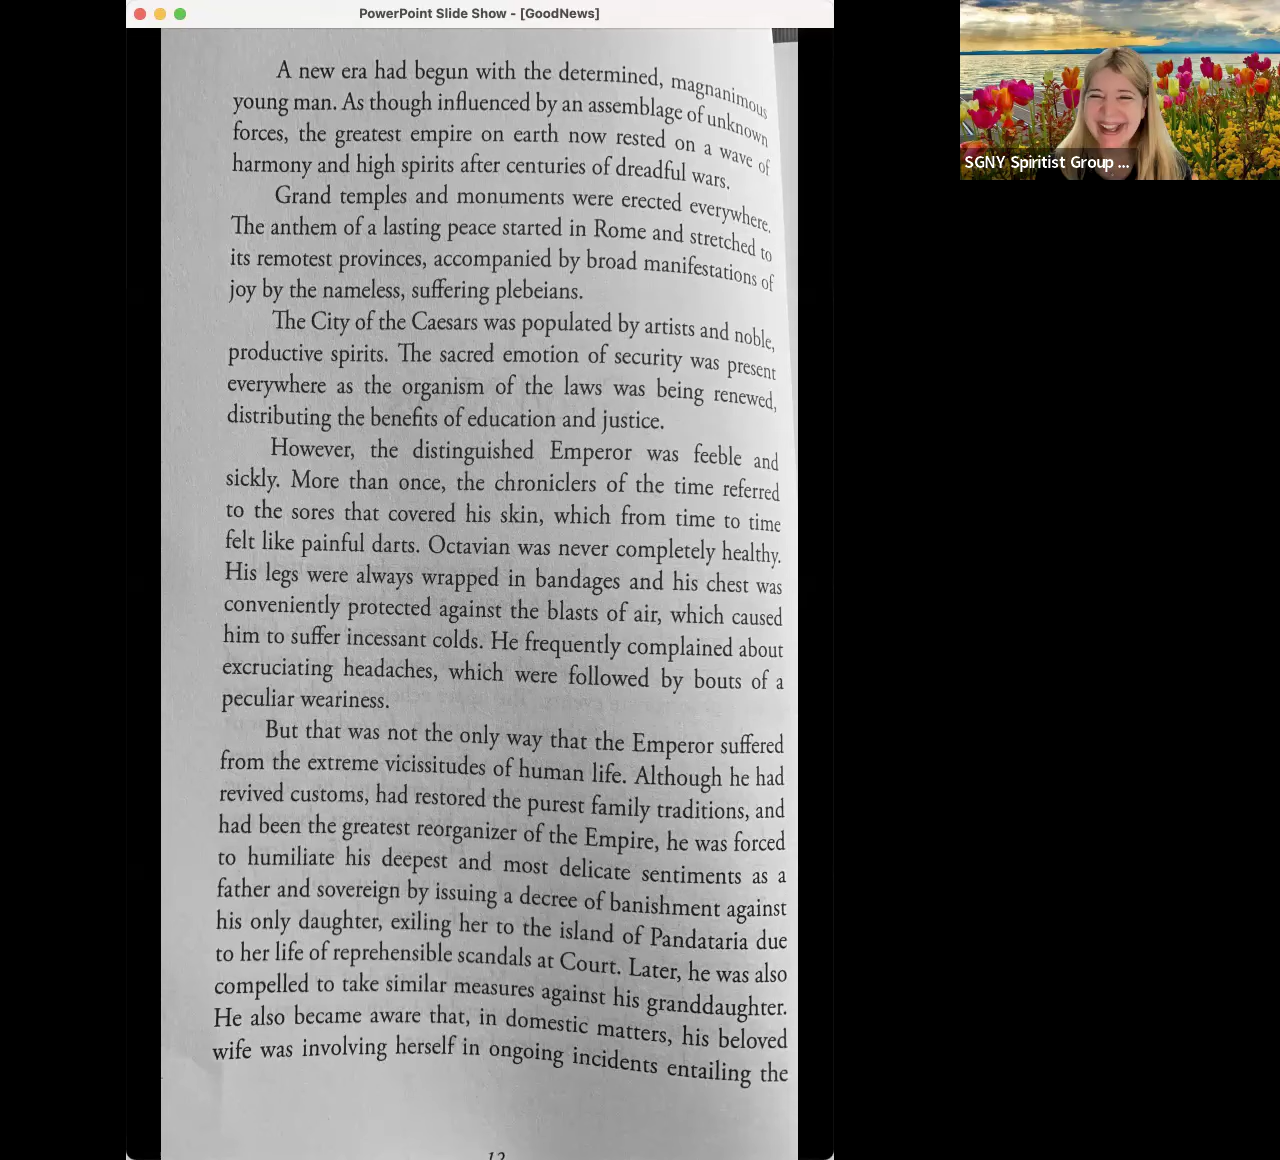 PowerPoint Slide Show - [GoodNews]
A new era had begun with the determined, magnanimous
young man. As though influenced by an assemblage of unknown
forces, the greatest empire on earth now rested on a wave of
harmony and high spirits after centuries of dreadful wars.
Grand temples and monuments were erected everywhere.
The anthem of a lasting peace started in Rome and stretched to
its remotest provinces, accompanied by broad manifestations of
joy by the nameless, suffering plebeians.
The City of the Caesars was populated by artists and noble,
productive spirits. The sacred emotion of security was present
everywhere as the organism of the laws was being renewed,
distributing the benefits of education and justice.
However, the distinguished Emperor was feeble and
sickly. More than once, the chroniclers of the time referred
to the sores that covered his skin, which from time to time
felt like painful darts. Octavian was never completely healthy.
His legs were always wrapped in bandages and his chest was
conveniently protected against the blasts of air, which caused
him to suffer incessant colds. He frequently complained about
excruciating headaches, which were followed by bouts of a
peculiar weariness.
But that was not the only way that the Emperor suffered
from the extreme vicissitudes of human life. Although he had
revived customs, had restored the purest family traditions, and
had been the greatest reorganizer of the Empire, he was forced
to humiliate his deepest and most delicate sentiments as a
father and sovereign by issuing a decree of banishment against
his only daughter, exiling her to the island of Pandataria due
to her life of reprehensible scandals at Court. Later, he was also
compelled to take similar measures against his granddaughter.
He also became aware that, in domestic matters, his beloved
wife was involving herself in ongoing incidents entailing the
12
SGNY Spiritist Group ...